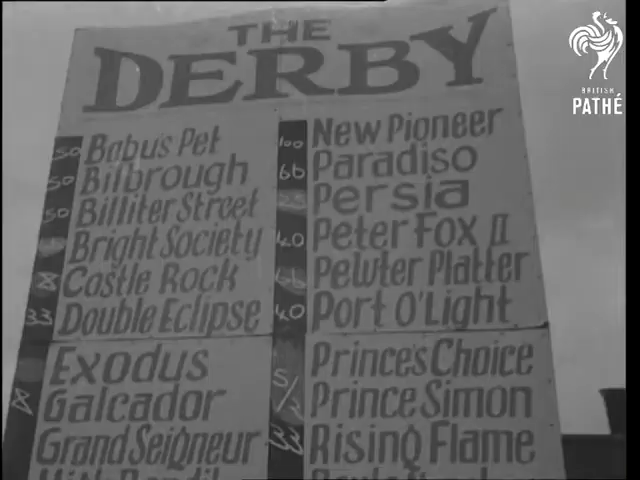 THE
DERBY
50 Babu's Pet
50 Bilbrough
50 Billiter Street
Bright Society
Castle Rock
33 Double Eclipse
Exodus
Galcador
Grand Seigneur
100 New Pioneer
66 Paradiso
Persia
40 Peter Fox II
66 Pewter Platter
40 Port O'Light
Prince's Choice
5/2 Prince Simon
33 Rising Flame
BRITISH
PATHÉ